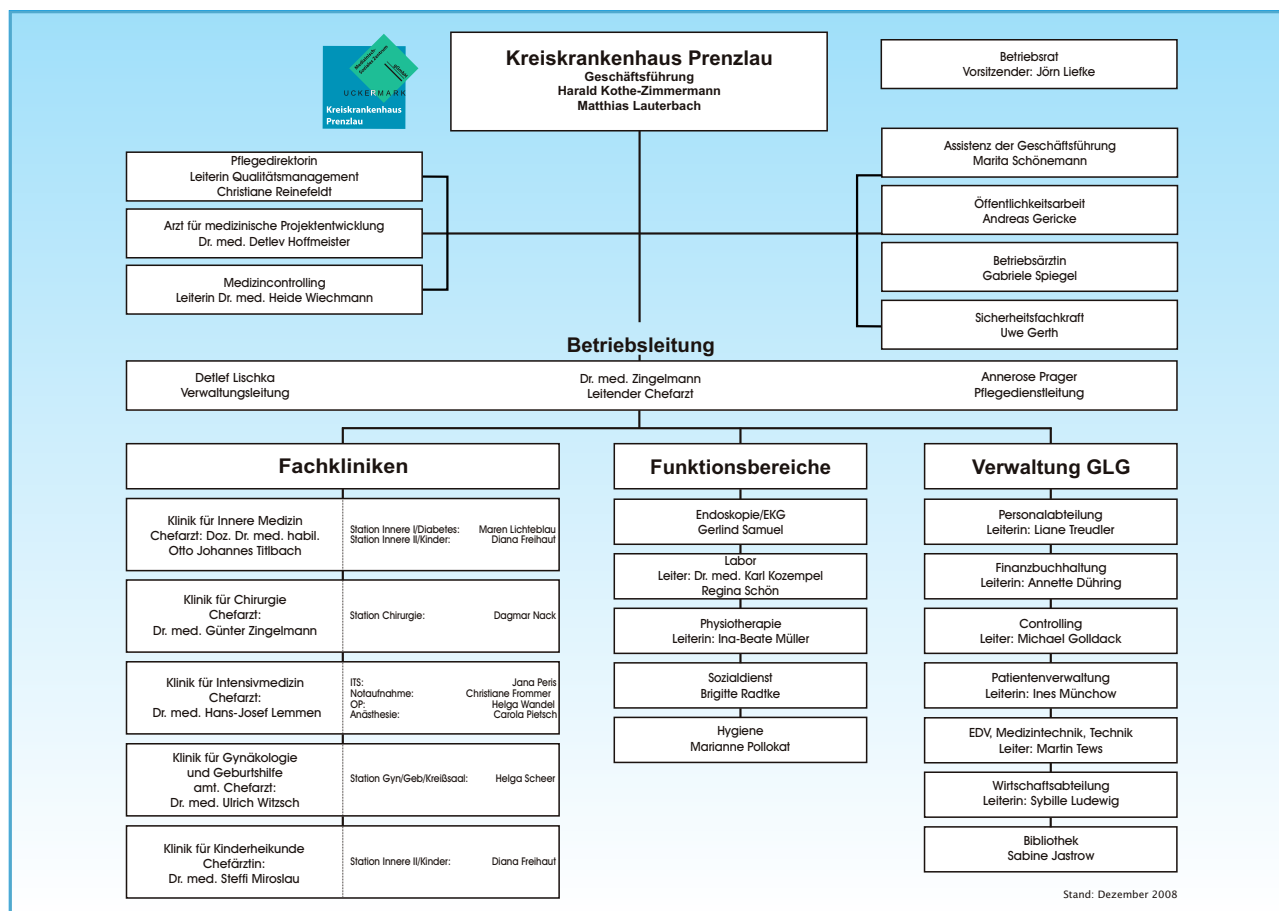 Medizinisch-
Soziales Zentrum
gGmbH
UCKERMARK
Kreiskrankenhaus
Prenzlau
Kreiskrankenhaus Prenzlau
Geschäftsführung
Harald Kothe-Zimmermann
Matthias Lauterbach
Betriebsrat
Vorsitzender: Jörn Liefke
Pflegedirektorin
Leiterin Qualitätsmanagement
Christiane Reinefeldt
Arzt für medizinische Projektentwicklung
Dr. med. Detlev Hoffmeister
Medizincontrolling
Leiterin Dr. med. Heide Wiechmann
Assistenz der Geschäftsführung
Marita Schönemann
Öffentlichkeitsarbeit
Andreas Gericke
Betriebsärztin
Gabriele Spiegel
Sicherheitsfachkraft
Uwe Gerth
Betriebsleitung
Detlef Lischka
Verwaltungsleitung
Dr. med. Zingelmann
Leitender Chefarzt
Annerose Prager
Pflegedienstleitung
Fachkliniken
Klinik für Innere Medizin
Chefarzt: Doz. Dr. med. habil.
Otto Johannes Titlbach
Station Innere I/Diabetes: Maren Lichteblau
Station Innere II/Kinder: Diana Freihaut
Klinik für Chirurgie
Chefarzt:
Dr. med. Günter Zingelmann
Station Chirurgie: Dagmar Nack
Klinik für Intensivmedizin
Chefarzt:
Dr. med. Hans-Josef Lemmen
ITS: Jana Peris
Notaufnahme: Christiane Frommer
OP: Helga Wandel
Anästhesie: Carola Pietsch
Klinik für Gynäkologie
und Geburtshilfe
amt. Chefarzt:
Dr. med. Ulrich Witzsch
Station Gyn/Geb/Kreißsaal: Helga Scheer
Klinik für Kinderheikunde
Chefärztin:
Dr. med. Steffi Miroslau
Station Innere II/Kinder: Diana Freihaut
Funktionsbereiche
Endoskopie/EKG
Gerlind Samuel
Labor
Leiter: Dr. med. Karl Kozempel
Regina Schön
Physiotherapie
Leiterin: Ina-Beate Müller
Sozialdienst
Brigitte Radtke
Hygiene
Marianne Pollokat
Verwaltung GLG
Personalabteilung
Leiterin: Liane Treudler
Finanzbuchhaltung
Leiterin: Annette Dühring
Controlling
Leiter: Michael Golldack
Patientenverwaltung
Leiterin: Ines Münchow
EDV, Medizintechnik, Technik
Leiter: Martin Tews
Wirtschaftsabteilung
Leiterin: Sybille Ludewig
Bibliothek
Sabine Jastrow
Stand: Dezember 2008